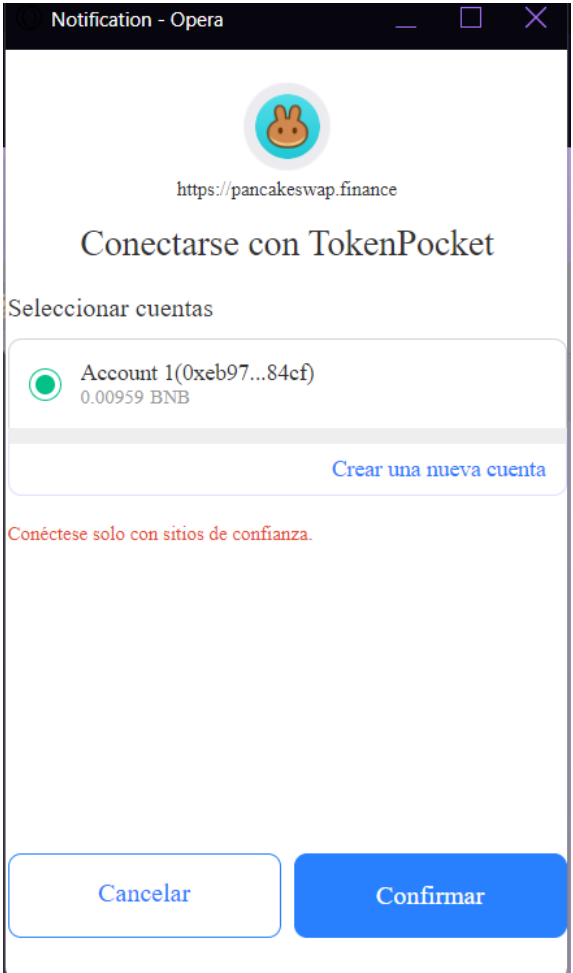 Notification - Opera
https://pancakeswap.finance
Conectarse con TokenPocket
Seleccionar cuentas
Account 1(0xeb97...84cf)
0.00959 BNB
Crear una nueva cuenta
Conéctese solo con sitios de confianza.
Cancelar
Confirmar